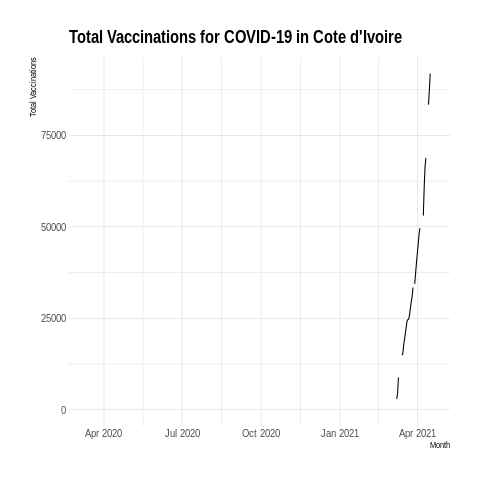 Total Vaccinations for COVID-19 in Cote d'Ivoire
Total Vaccinations
75000
50000
25000
0
Apr 2020 Jul 2020 Oct 2020 Jan 2021 Apr 2021
Month